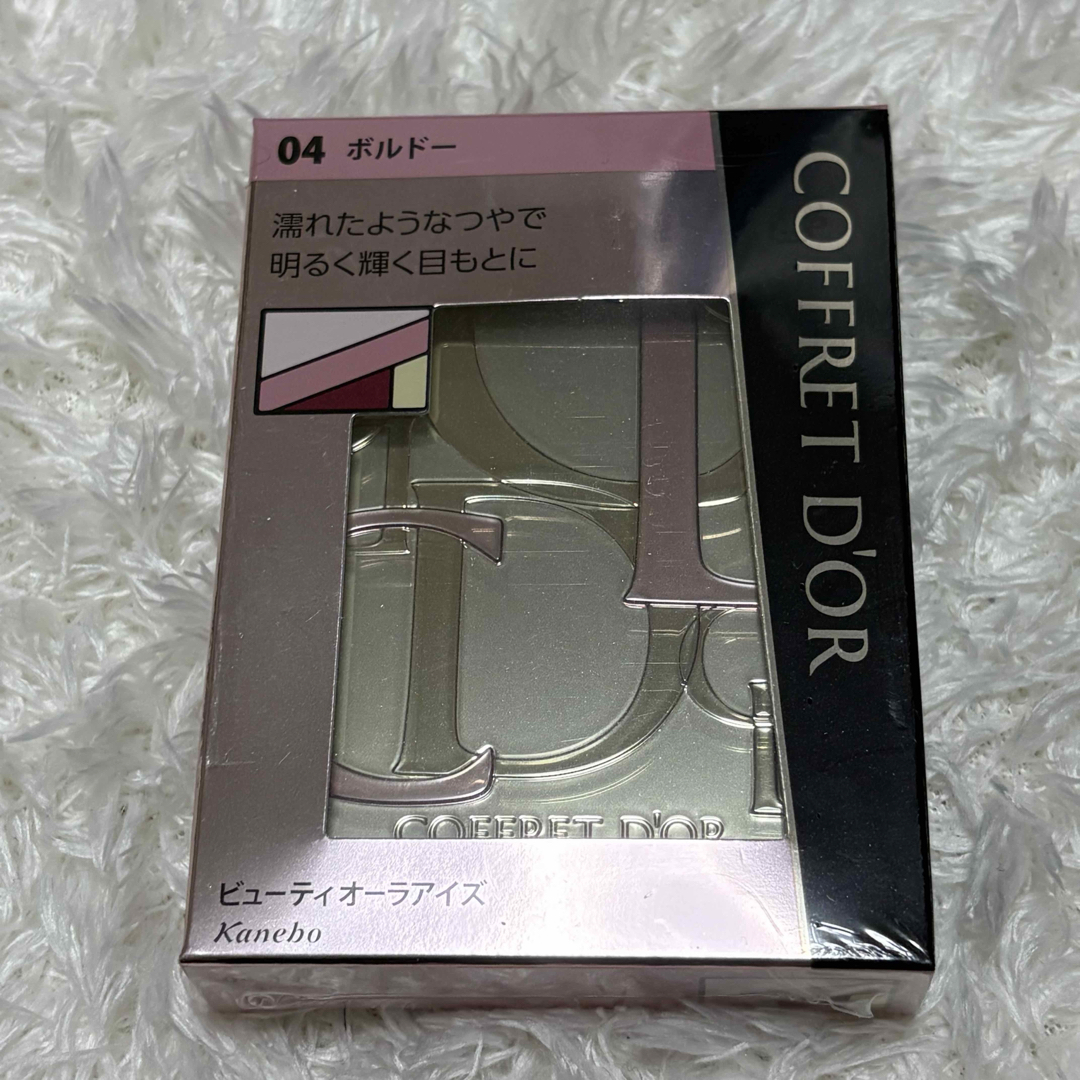 04 ボルドー
濡れたようなつやで
明るく輝く目もとに
COFFRET D'OR
COFFRET D'OR
ビューティオーラアイズ
Kanebo